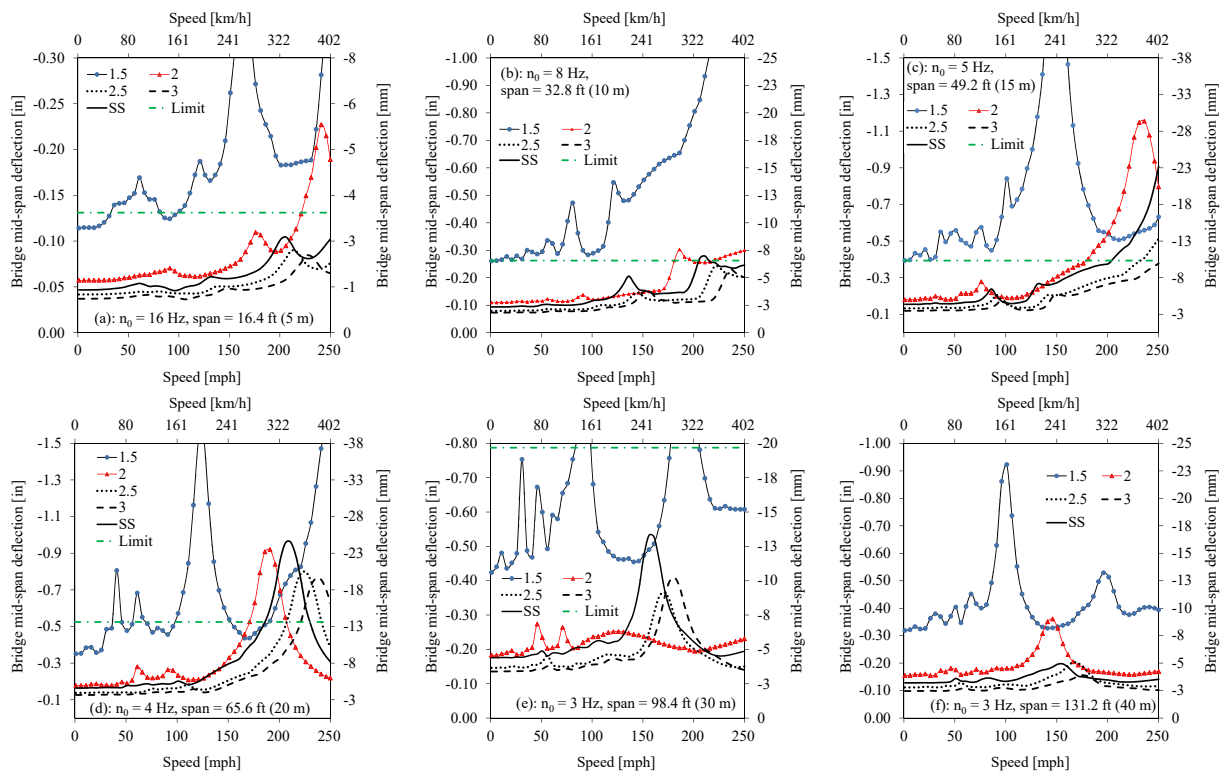 Speed [km/h]
0 80 161 241 322 402
Bridge mid-span deflection [in]
-0.30
-0.25
-0.20
-0.15
-0.10
-0.05
0.00
1.5 2
2.5 3
SS Limit
(a): n0 = 16 Hz, span = 16.4 ft (5 m)
-8
-6
-5
-4
-3
-1
0
Bridge mid-span deflection [mm]
0 50 100 150 200 250
Speed [mph]
Speed [km/h]
0 80 161 241 322 402
Bridge mid-span deflection [in]
-1.00
-0.90
-0.80
-0.70
-0.60
-0.50
-0.40
-0.30
-0.20
-0.10
0.00
(b): n0 = 8 Hz,
span = 32.8 ft (10 m)
1.5 2
2.5 3
SS Limit
-25
-23
-20
-18
-15
-13
-10
-8
-5
-3
0
Bridge mid-span deflection [mm]
0 50 100 150 200 250
Speed [mph]
Speed [km/h]
0 80 161 241 322 402
Bridge mid-span deflection [in]
-1.5
-1.3
-1.1
-0.9
-0.7
-0.5
-0.3
-0.1
(c): n0 = 5 Hz,
span = 49.2 ft (15 m)
1.5 2
2.5 3
SS Limit
-38
-33
-28
-23
-18
-13
-8
-3
Bridge mid-span deflection [mm]
0 50 100 150 200 250
Speed [mph]
Speed [km/h]
0 80 161 241 322 402
Bridge mid-span deflection [in]
-1.5
-1.3
-1.1
-0.9
-0.7
-0.5
-0.3
-0.1
1.5
2
2.5
3
SS
Limit
(d): n0 = 4 Hz, span = 65.6 ft (20 m)
-38
-34
-29
-24
-18
-13
-8
-3
Bridge mid-span deflection [mm]
0 50 100 150 200 250
Speed [mph]
Speed [km/h]
0 80 161 241 322 402
Bridge mid-span deflection [in]
-0.80
-0.70
-0.60
-0.50
-0.40
-0.30
-0.20
-0.10
0.00
1.5 2
2.5 3
SS Limit
(e): n0 = 3 Hz, span = 98.4 ft (30 m)
-20
-18
-15
-13
-10
-8
-5
-3
0
Bridge mid-span deflection [mm]
0 50 100 150 200 250
Speed [mph]
Speed [km/h]
0 80 161 241 322 402
Bridge mid-span deflection [in]
-1.00
-0.90
-0.80
-0.70
-0.60
-0.50
-0.40
-0.30
-0.20
-0.10
0.00
1.5 2
2.5 3
SS
(f): n0 = 3 Hz, span = 131.2 ft (40 m)
-25
-23
-20
-18
-15
-13
-10
-8
-5
-3
0
Bridge mid-span deflection [mm]
0 50 100 150 200 250
Speed [mph]